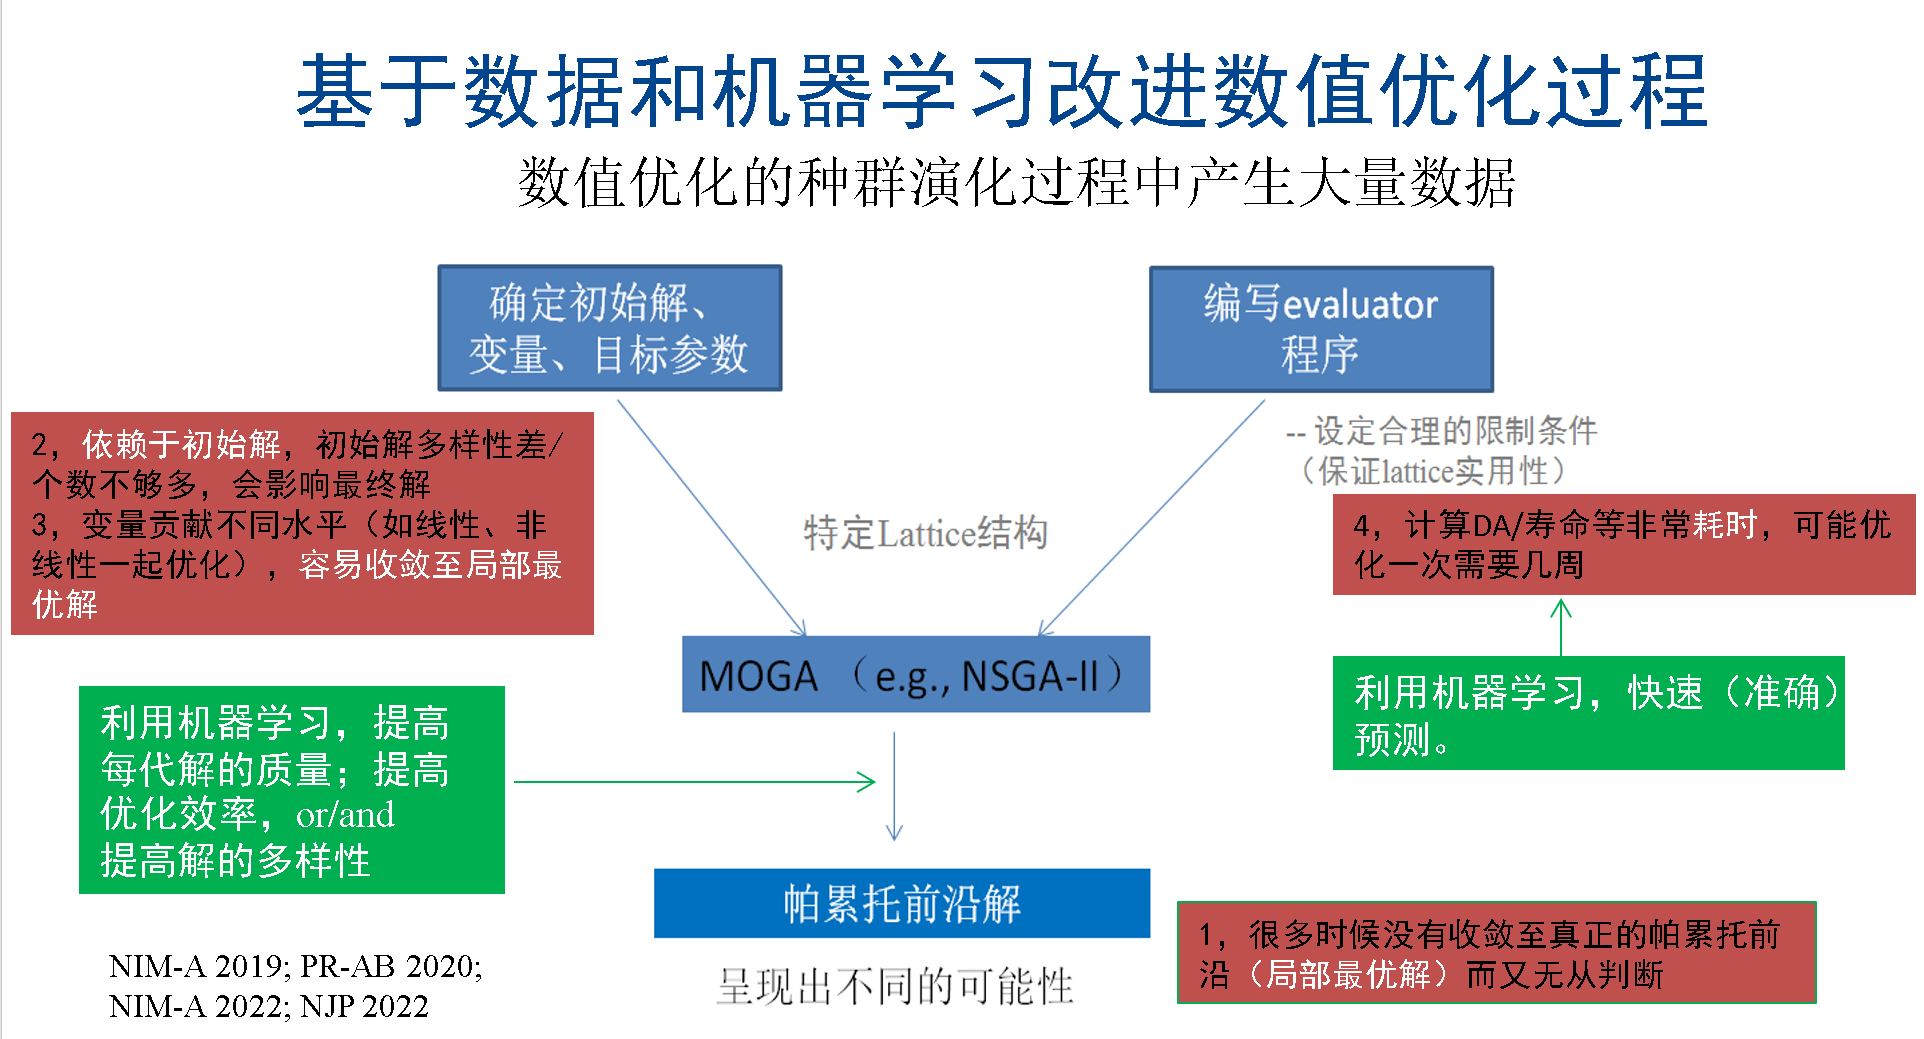 基于数据和机器学习改进数值优化过程
数值优化的种群演化过程中产生大量数据
确定初始解、
变量、目标参数
编写evaluator
程序
2，依赖于初始解，初始解多样性差/
个数不够多，会影响最终解
3，变量贡献不同水平（如线性、非
线性一起优化），容易收敛至局部最
优解
-- 设定合理的限制条件
（保证lattice实用性）
特定Lattice结构
4，计算DA/寿命等非常耗时，可能优
化一次需要几周
MOGA （e.g., NSGA-II）
利用机器学习，快速（准确）
预测。
利用机器学习，提高
每代解的质量；提高
优化效率，or/and
提高解的多样性
帕累托前沿解
呈现出不同的可能性
1，很多时候没有收敛至真正的帕累托前
沿（局部最优解）而又无从判断
NIM-A 2019; PR-AB 2020;
NIM-A 2022; NJP 2022